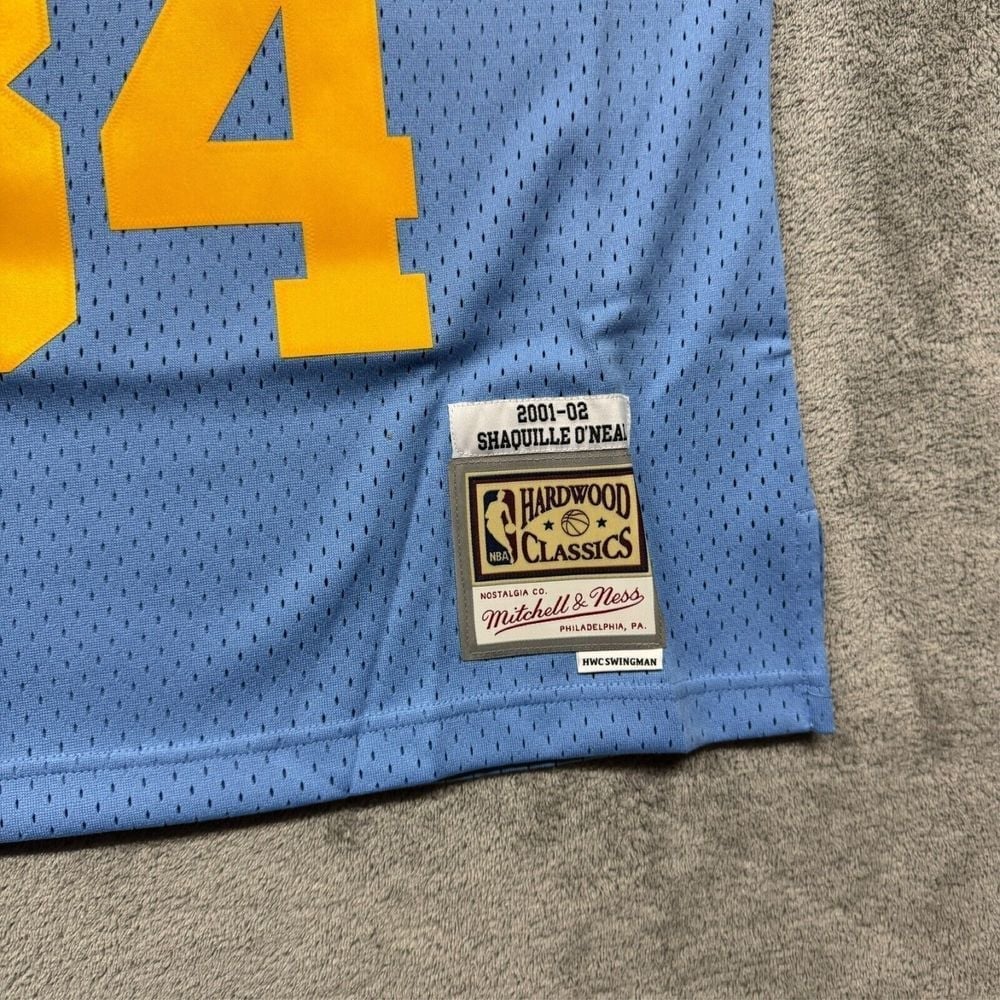 34
2001-02
SHAQUILLE O'NEAL
HARDWOOD
CLASSICS
NBA
NOSTALGIA CO.
Mitchell & Ness
PHILADELPHIA, PA.
HWC SWINGMAN